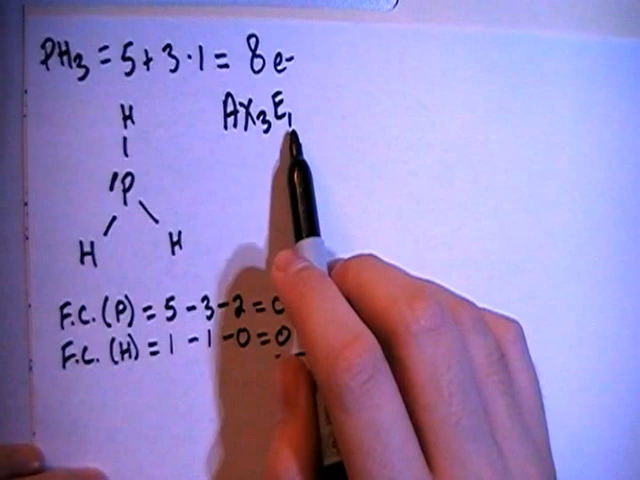 PH₃ = 5 + 3 · 1 = 8 e-
AX₃E₁
H
P
H H
F.C. (P) = 5 - 3 - 2 = 0
F.C. (H) = 1 - 1 - 0 = 0